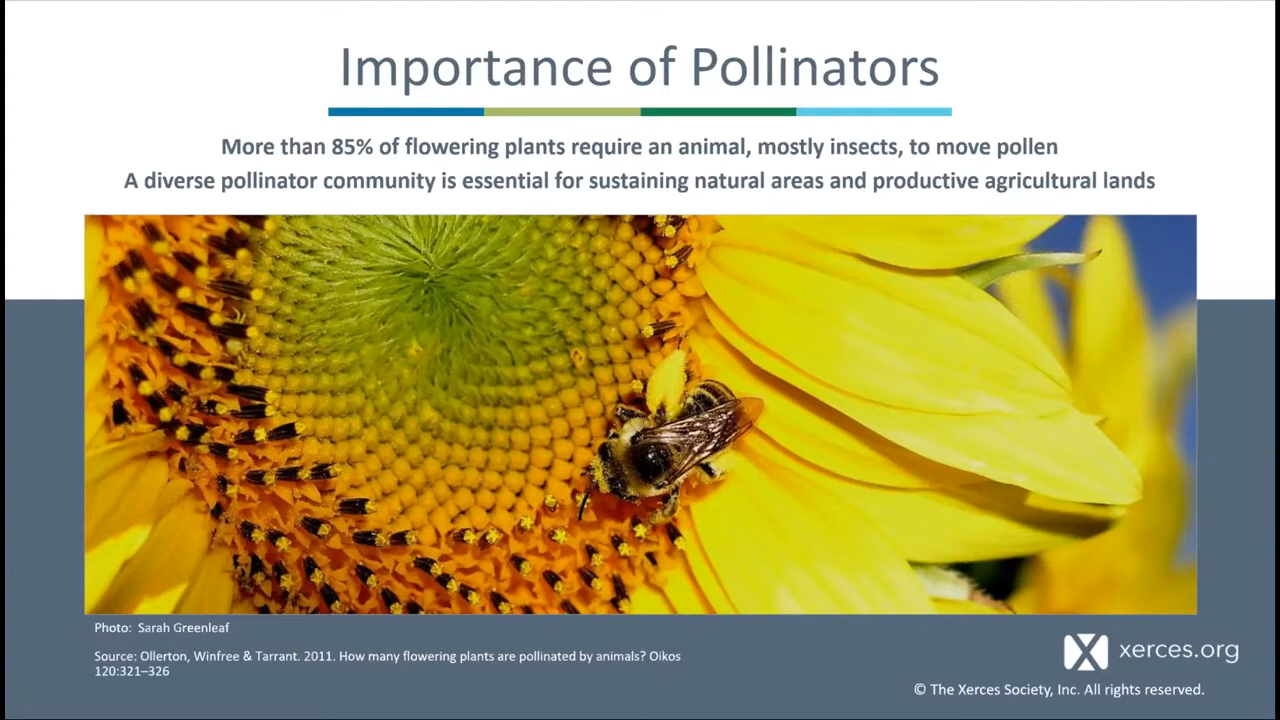 Importance of Pollinators
More than 85% of flowering plants require an animal, mostly insects, to move pollen
A diverse pollinator community is essential for sustaining natural areas and productive agricultural lands
Photo:  Sarah Greenleaf
Source: Ollerton, Winfree & Tarrant. 2011. How many flowering plants are pollinated by animals? Oikos
120:321–326
xerces.org
© The Xerces Society, Inc. All rights reserved.